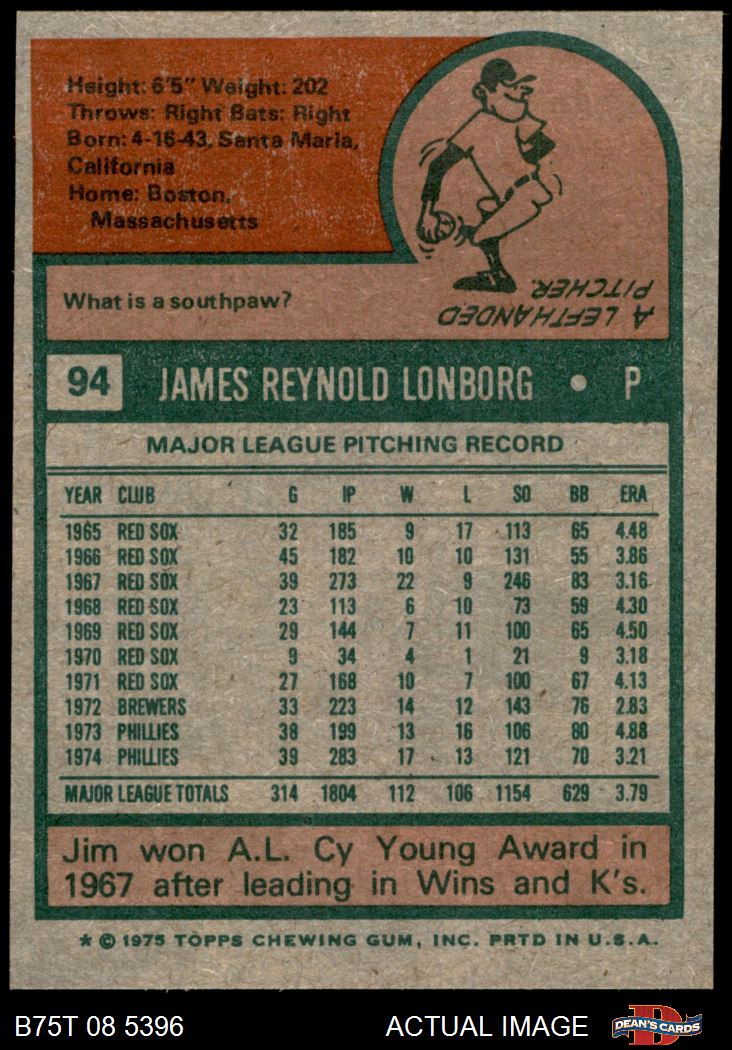 Height: 6'5" Weight: 202
Throws: Right Bats: Right
Born: 4-16-43, Santa Maria,
California
Home: Boston,
Massachusetts
What is a southpaw?
A LEFTHANDED
PITCHER.
94 JAMES REYNOLD LONBORG • P
MAJOR LEAGUE PITCHING RECORD
YEAR CLUB G IP W L SO BB ERA
1965 RED SOX 32 185 9 17 113 65 4.48
1966 RED SOX 45 182 10 10 131 55 3.86
1967 RED SOX 39 273 22 9 246 83 3.16
1968 RED SOX 23 113 6 10 73 59 4.30
1969 RED SOX 29 144 7 11 100 65 4.50
1970 RED SOX 9 34 4 1 21 9 3.18
1971 RED SOX 27 168 10 7 100 67 4.13
1972 BREWERS 33 223 14 12 143 76 2.83
1973 PHILLIES 38 199 13 16 106 80 4.88
1974 PHILLIES 39 283 17 13 121 70 3.21
MAJOR LEAGUE TOTALS 314 1804 112 106 1154 629 3.79
Jim won A.L. Cy Young Award in
1967 after leading in Wins and K's.
* © 1975 TOPPS CHEWING GUM, INC. PRTD IN U.S.A.
B75T 08 5396 ACTUAL IMAGE D DEAN'S CARDS